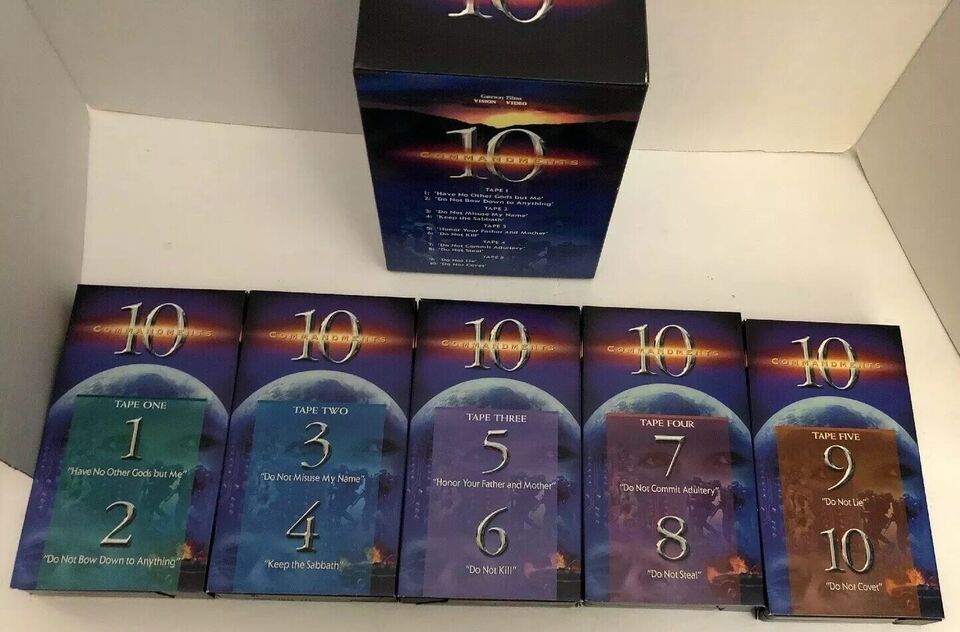 10
Gateway Films
VISION VIDEO
10
COMMANDMENTS
TAPE 1
1: 'Have No Other Gods but Me'
2: 'Do Not Bow Down to Anything'
TAPE 2
3: 'Do Not Misuse My Name'
4: 'Keep the Sabbath'
TAPE 3
5: 'Honor Your Father and Mother'
6: 'Do Not Kill'
TAPE 4
7: 'Do Not Commit Adultery'
8: 'Do Not Steal'
TAPE 5
9: 'Do Not Lie'
10: 'Do Not Covet'
10
COMMANDMENTS
TAPE ONE
1
"Have No Other Gods but Me"
2
"Do Not Bow Down to Anything"
10
COMMANDMENTS
TAPE TWO
3
"Do Not Misuse My Name"
4
"Keep the Sabbath"
10
COMMANDMENTS
TAPE THREE
5
"Honor Your Father and Mother"
6
"Do Not Kill"
10
COMMANDMENTS
TAPE FOUR
7
"Do Not Commit Adultery"
8
"Do Not Steal"
10
COMMANDMENTS
TAPE FIVE
9
"Do Not Lie"
10
"Do Not Covet"